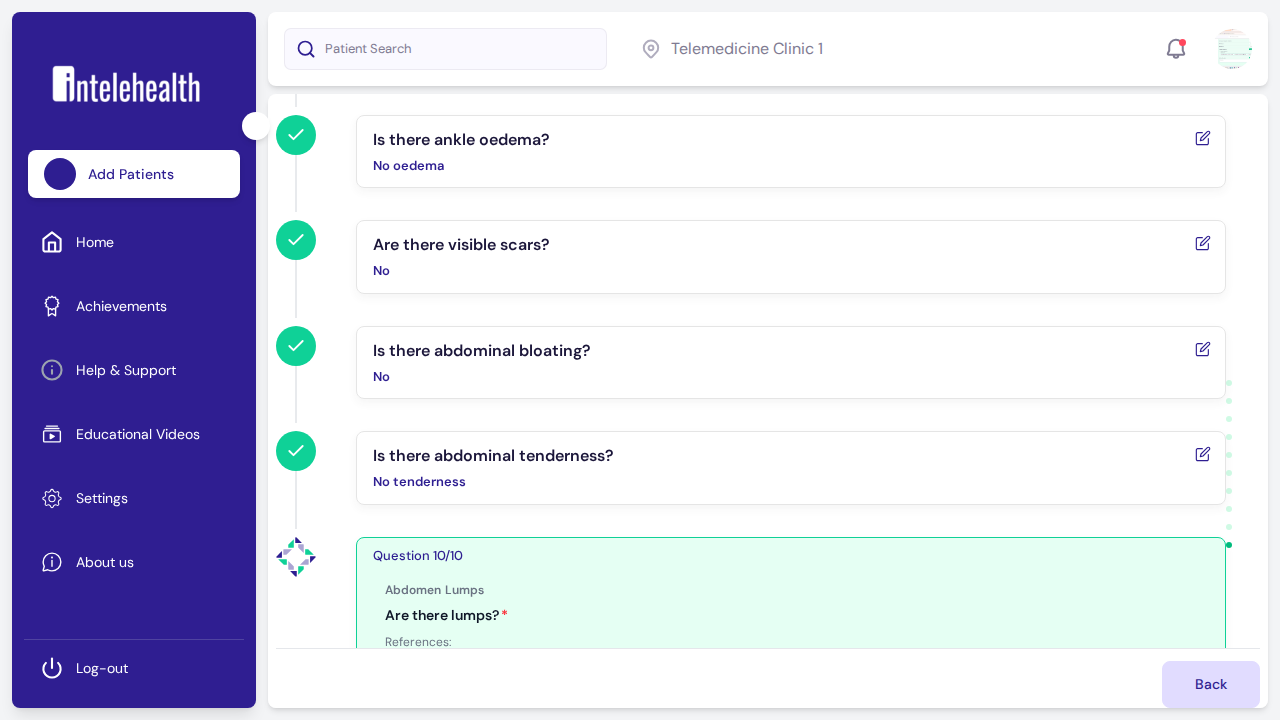 intelehealth
Add Patients
Home
Achievements
Help & Support
Educational Videos
Settings
About us
Log-out
Patient Search
Telemedicine Clinic 1
Is there ankle oedema?
No oedema
Are there visible scars?
No
Is there abdominal bloating?
No
Is there abdominal tenderness?
No tenderness
Question 10/10
Abdomen Lumps
Are there lumps? *
References:
Back